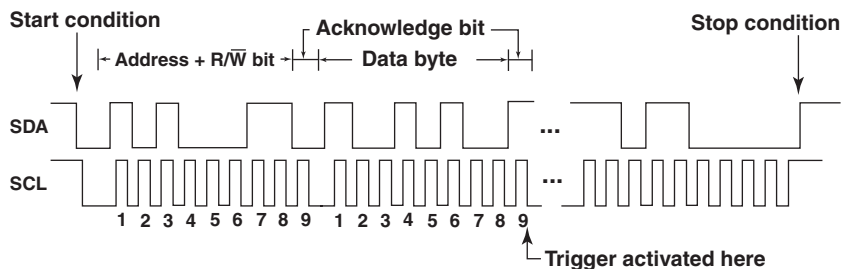 Start condition
Acknowledge bit
Stop condition
Address + R/W̅ bit
Data byte
SDA
...
SCL
...
1 2 3 4 5 6 7 8 9 1 2 3 4 5 6 7 8 9
Trigger activated here